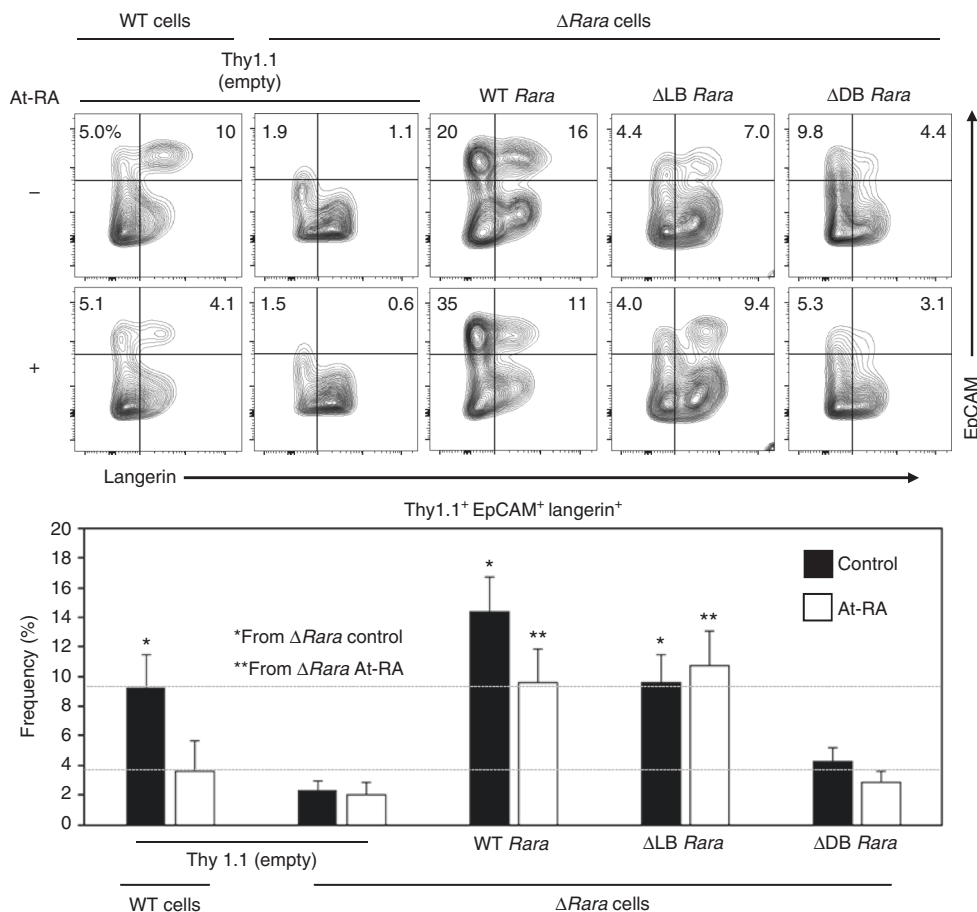 WT cells
ΔRara cells
Thy1.1
(empty)
At-RA
WT Rara
ΔLB Rara
ΔDB Rara
5.0% 10
1.9 1.1
20 16
4.4 7.0
9.8 4.4
–
5.1 4.1
1.5 0.6
35 11
4.0 9.4
5.3 3.1
+
EpCAM
Langerin
Thy1.1+ EpCAM+ langerin+
Frequency (%)
20
18
16
14
12
10
8
6
4
2
0
*
*From ΔRara control
**From ΔRara At-RA
*
**
*
**
Control
At-RA
Thy 1.1 (empty)
WT Rara
ΔLB Rara
ΔDB Rara
WT cells
ΔRara cells